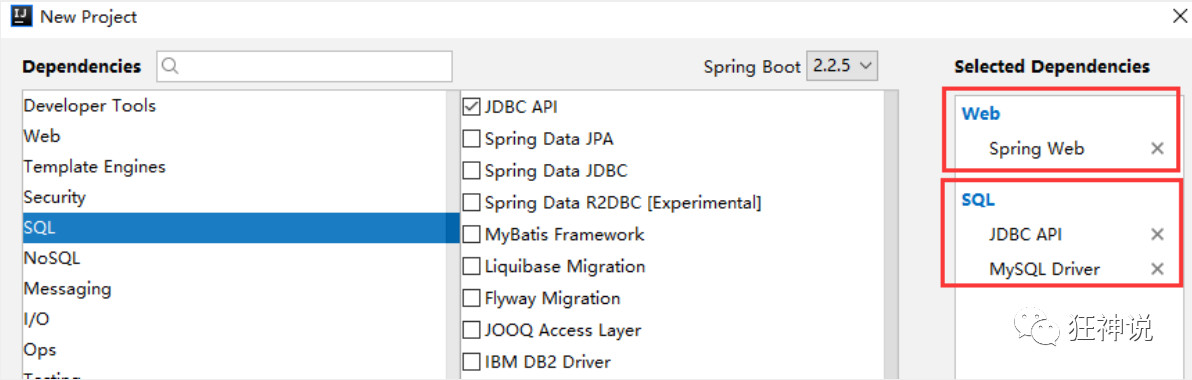 IJ New Project
Dependencies
Spring Boot 2.2.5
Selected Dependencies
Developer Tools
Web
Template Engines
Security
SQL
NoSQL
Messaging
I/O
Ops
Testing
JDBC API
Spring Data JPA
Spring Data JDBC
Spring Data R2DBC [Experimental]
MyBatis Framework
Liquibase Migration
Flyway Migration
JOOQ Access Layer
IBM DB2 Driver
Web
Spring Web
SQL
JDBC API
MySQL Driver
狂神说